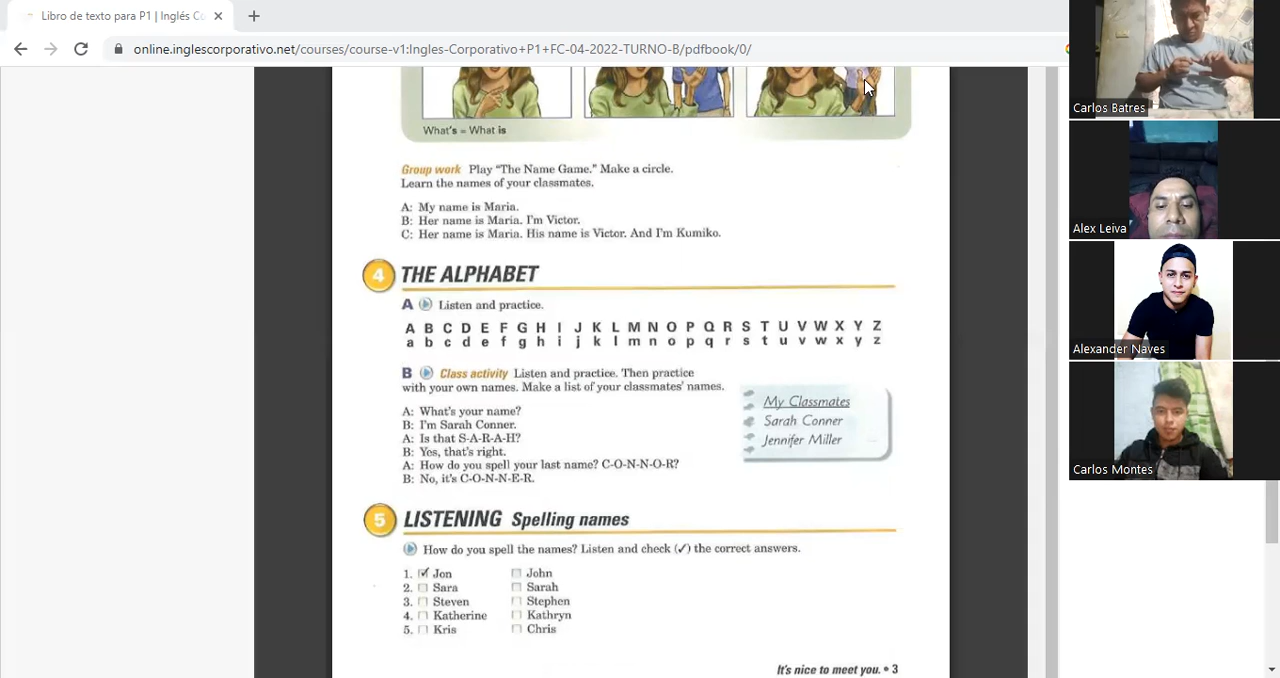 Libro de texto para P1 | Inglés Co
online.inglescorporativo.net/courses/course-v1:Ingles-Corporativo+P1+FC-04-2022-TURNO-B/pdfbook/0/
What's = What is
Group work Play "The Name Game." Make a circle.
Learn the names of your classmates.
A: My name is Maria.
B: Her name is Maria. I'm Victor.
C: Her name is Maria. His name is Victor. And I'm Kumiko.
4 THE ALPHABET
A Listen and practice.
A B C D E F G H I J K L M N O P Q R S T U V W X Y Z
a b c d e f g h i j k l m n o p q r s t u v w x y z
B Class activity Listen and practice. Then practice
with your own names. Make a list of your classmates' names.
A: What's your name?
B: I'm Sarah Conner.
A: Is that S-A-R-A-H?
B: Yes, that's right.
A: How do you spell your last name? C-O-N-N-O-R?
B: No, it's C-O-N-N-E-R.
My Classmates
Sarah Conner
Jennifer Miller
5 LISTENING Spelling names
How do you spell the names? Listen and check (✓) the correct answers.
1. ✓ Jon John
2. Sara Sarah
3. Steven Stephen
4. Katherine Kathryn
5. Kris Chris
It's nice to meet you. • 3
Carlos Batres
Alex Leiva
Alexander Naves
Carlos Montes